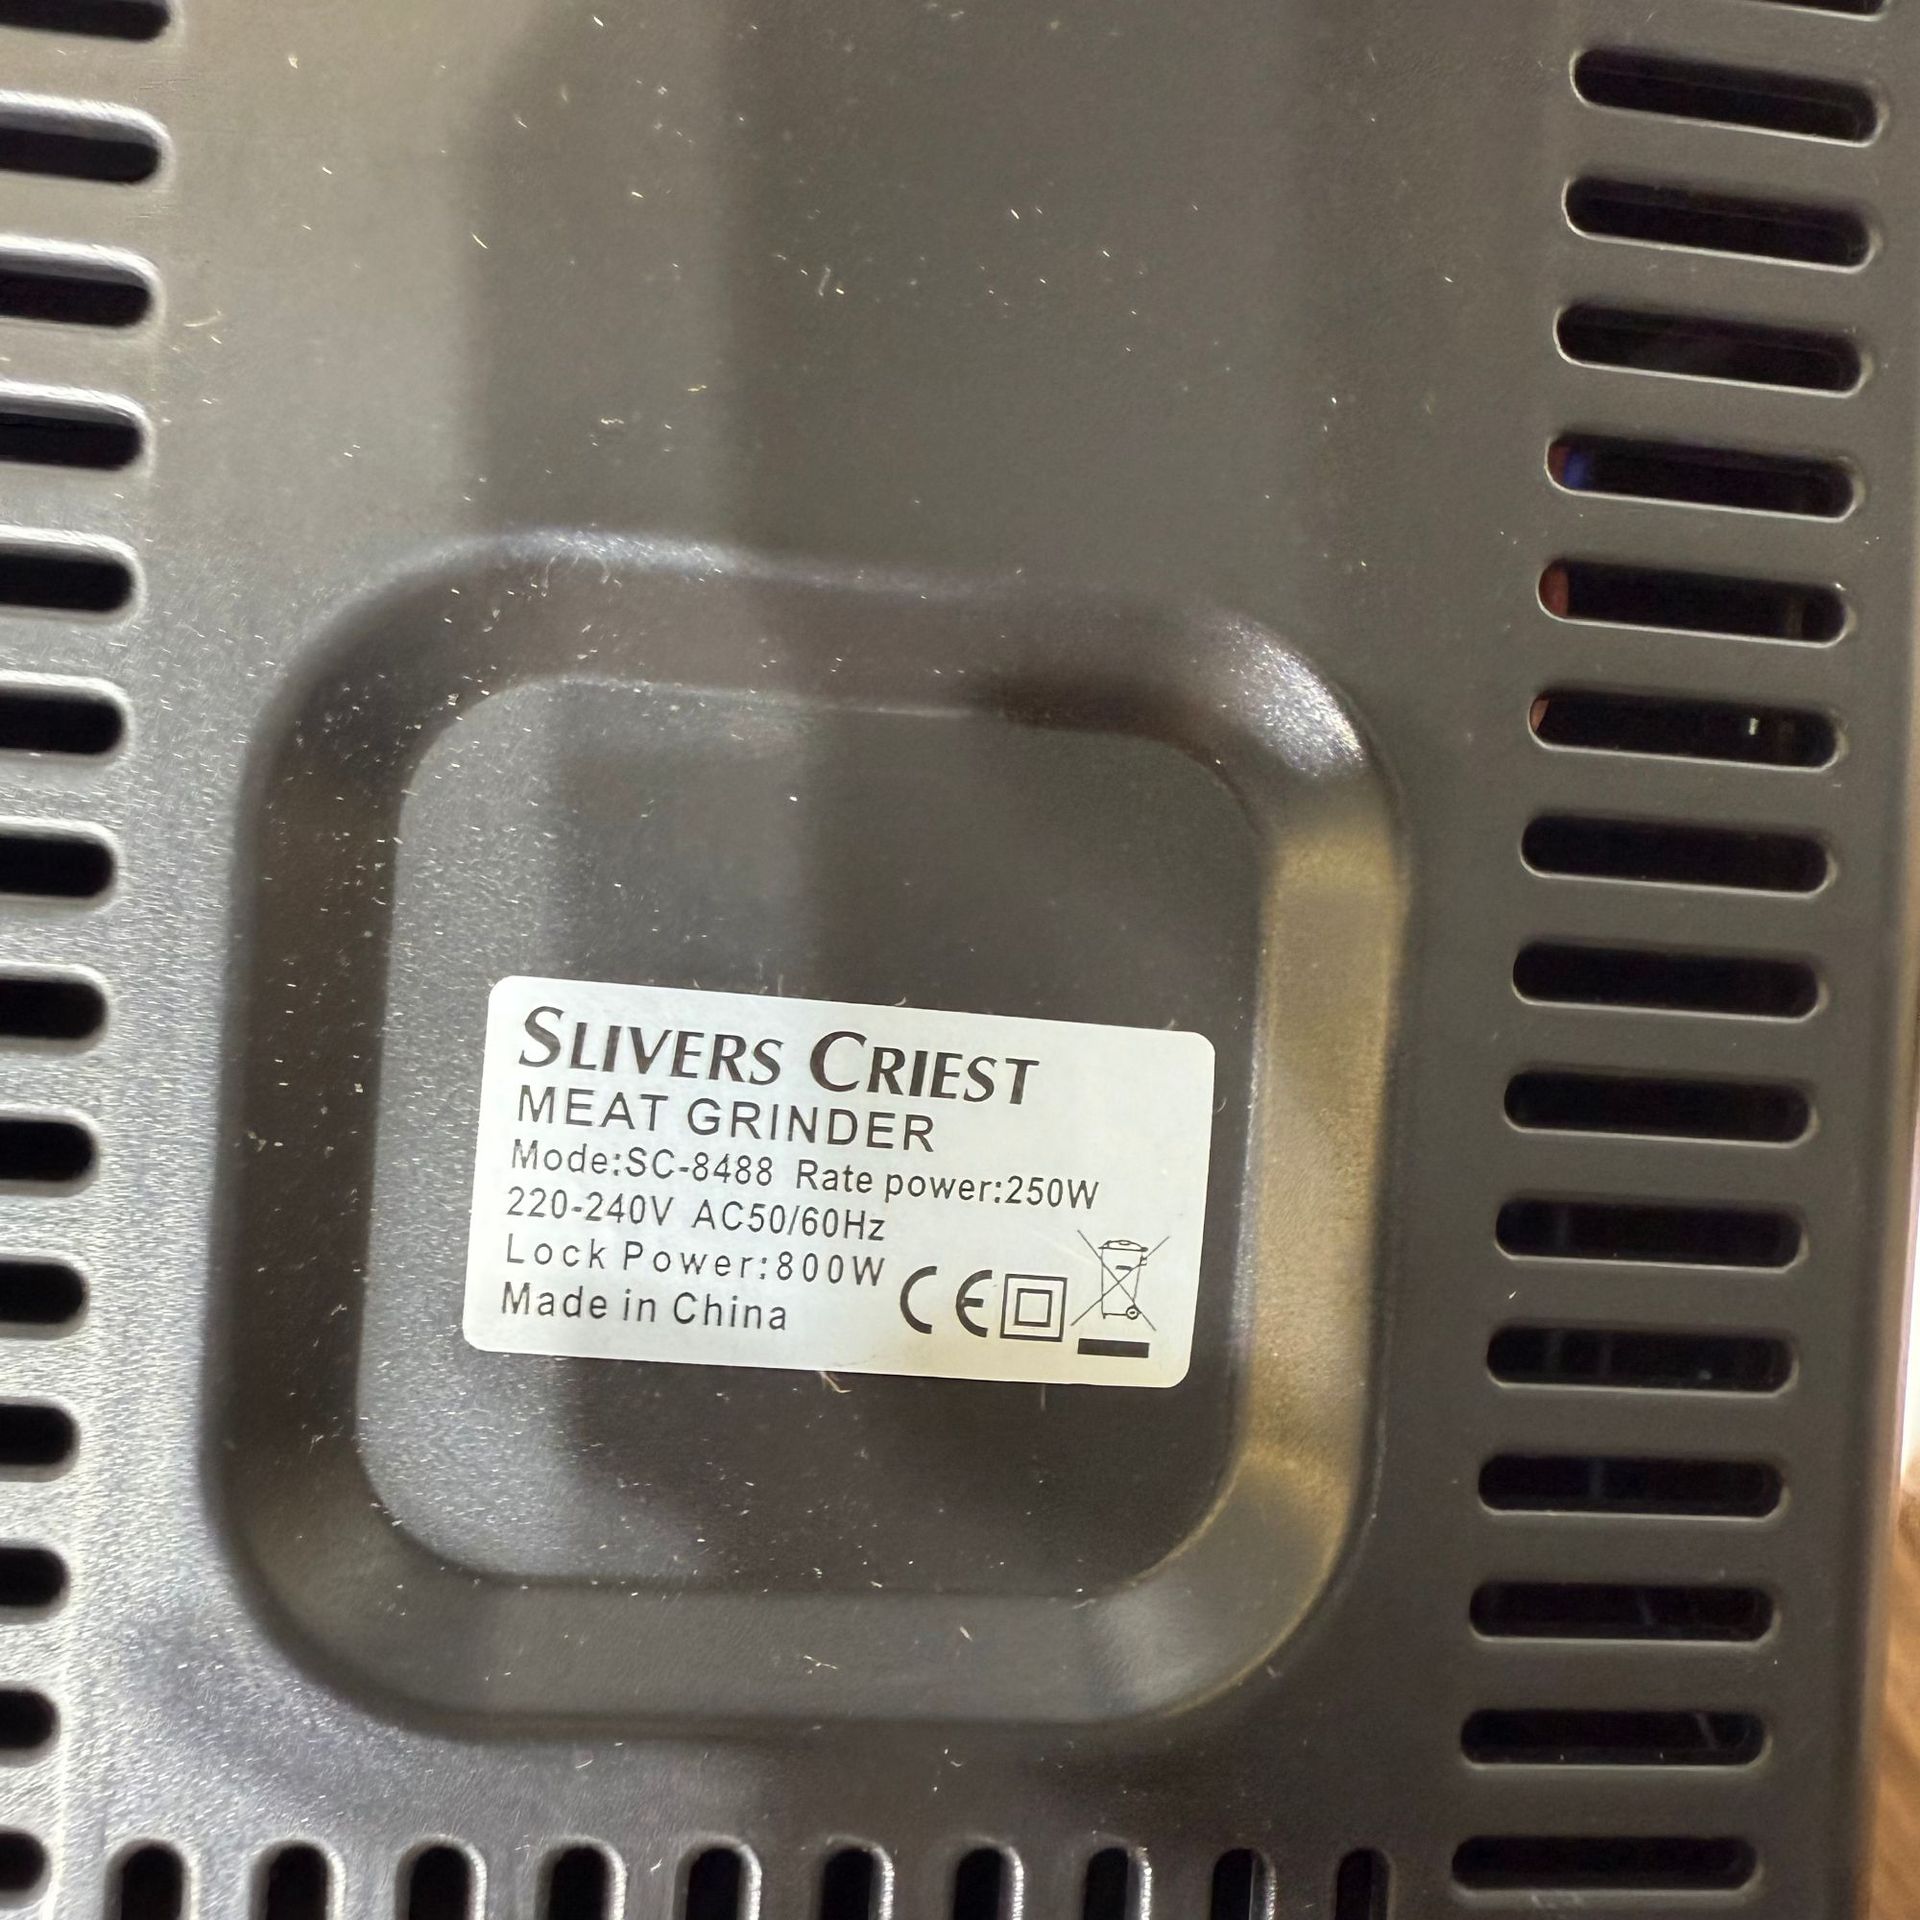 SLIVERS CRIEST
MEAT GRINDER
Mode:SC-8488 Rate power:250W
220-240V AC50/60Hz
Lock Power:800W
Made in China
CE